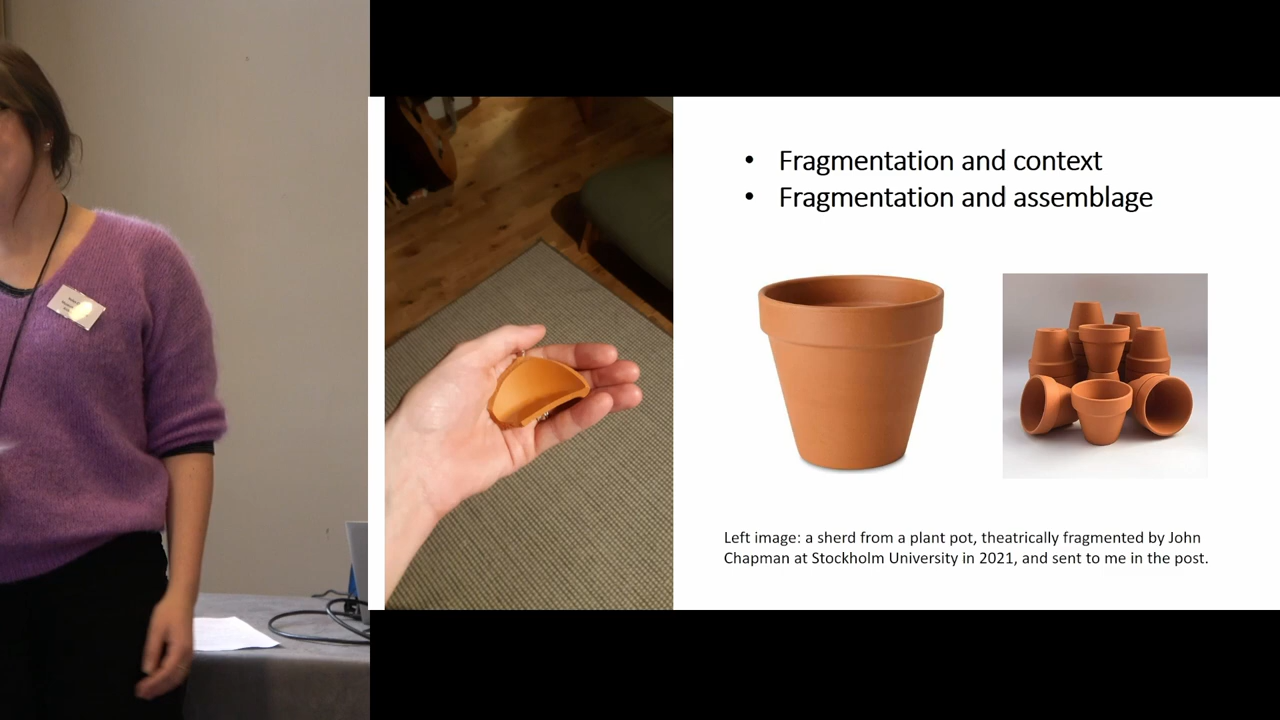 • Fragmentation and context
• Fragmentation and assemblage
Left image: a sherd from a plant pot, theatrically fragmented by John
Chapman at Stockholm University in 2021, and sent to me in the post.